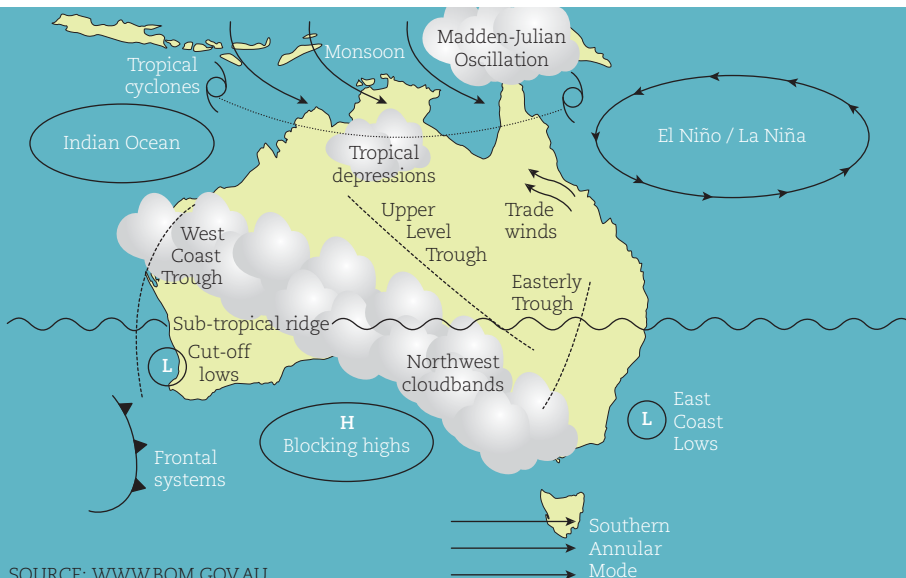 Madden-Julian
Oscillation
Monsoon
Tropical
cyclones
Indian Ocean
El Niño / La Niña
Tropical
depressions
Upper
Level
Trough
Trade
winds
West
Coast
Trough
Easterly
Trough
Sub-tropical ridge
L
Cut-off
lows
Northwest
cloudbands
H
Blocking highs
L
East
Coast
Lows
Frontal
systems
Southern
Annular
Mode
SOURCE: WWW.BOM.GOV.AU